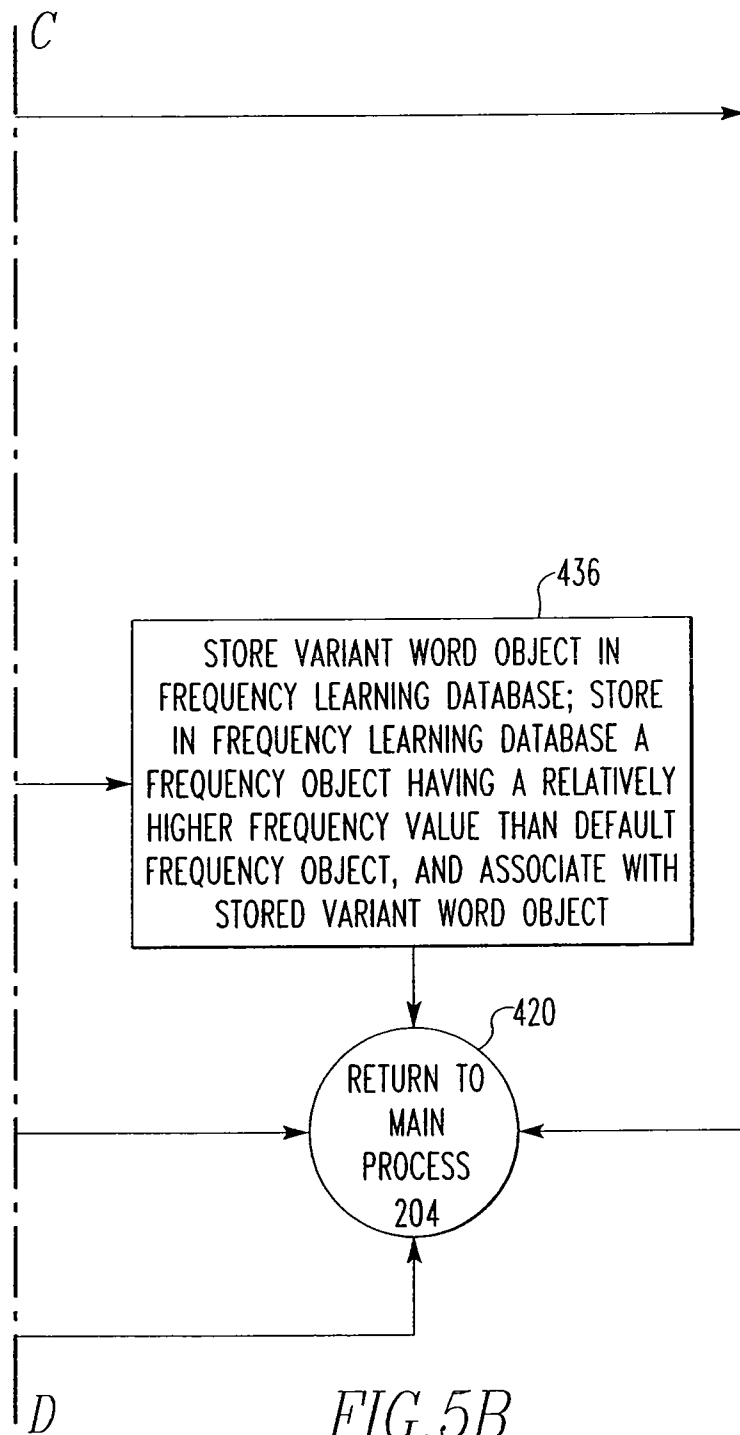 C
436
STORE VARIANT WORD OBJECT IN
FREQUENCY LEARNING DATABASE; STORE
IN FREQUENCY LEARNING DATABASE A
FREQUENCY OBJECT HAVING A RELATIVELY
HIGHER FREQUENCY VALUE THAN DEFAULT
FREQUENCY OBJECT, AND ASSOCIATE WITH
STORED VARIANT WORD OBJECT
420
RETURN TO
MAIN
PROCESS
204
D
FIG.5B